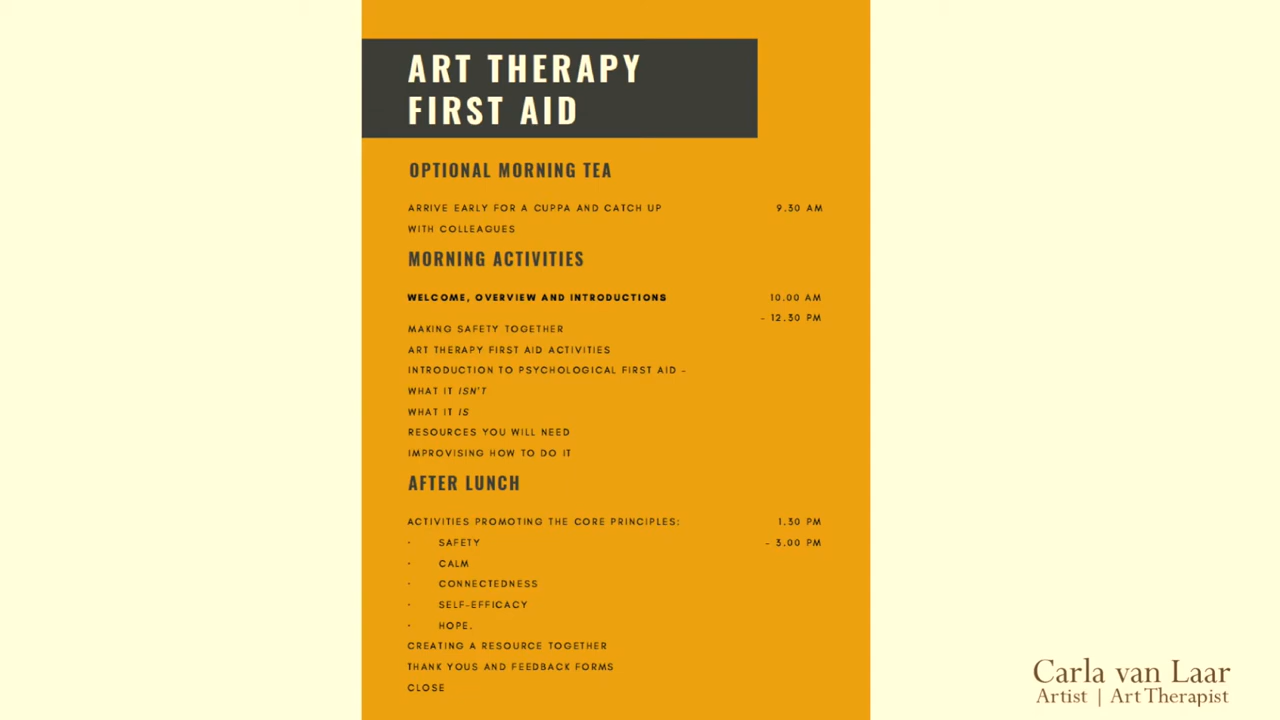 ART THERAPY
FIRST AID
OPTIONAL MORNING TEA
ARRIVE EARLY FOR A CUPPA AND CATCH UP 9.30 AM
WITH COLLEAGUES
MORNING ACTIVITIES
WELCOME, OVERVIEW AND INTRODUCTIONS 10.00 AM
- 12.30 PM
MAKING SAFETY TOGETHER
ART THERAPY FIRST AID ACTIVITIES
INTRODUCTION TO PSYCHOLOGICAL FIRST AID -
WHAT IT ISN'T
WHAT IT IS
RESOURCES YOU WILL NEED
IMPROVISING HOW TO DO IT
AFTER LUNCH
ACTIVITIES PROMOTING THE CORE PRINCIPLES: 1.30 PM
· SAFETY - 3.00 PM
· CALM
· CONNECTEDNESS
· SELF-EFFICACY
· HOPE.
CREATING A RESOURCE TOGETHER
THANK YOUS AND FEEDBACK FORMS
CLOSE
Carla van Laar
Artist | Art Therapist